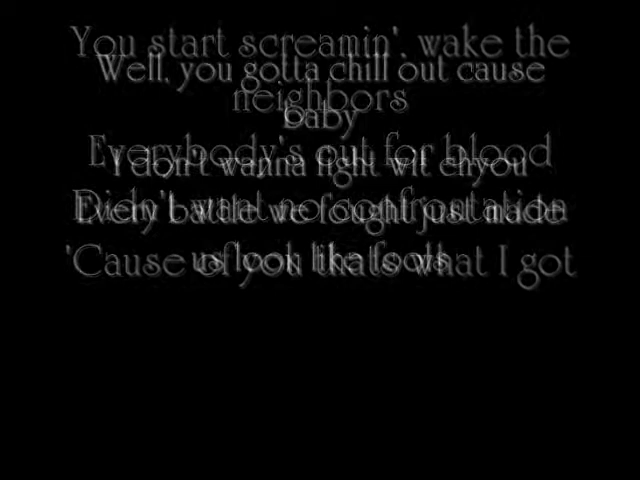 You start screamin', wake the
neighbors
Everybody's out for blood
Didn't want no confrontation
'Cause of you thats what I got
Well, you gotta chill out cause
baby
I don't wanna fight wit chyou
Every battle we fought just made
us look like fools